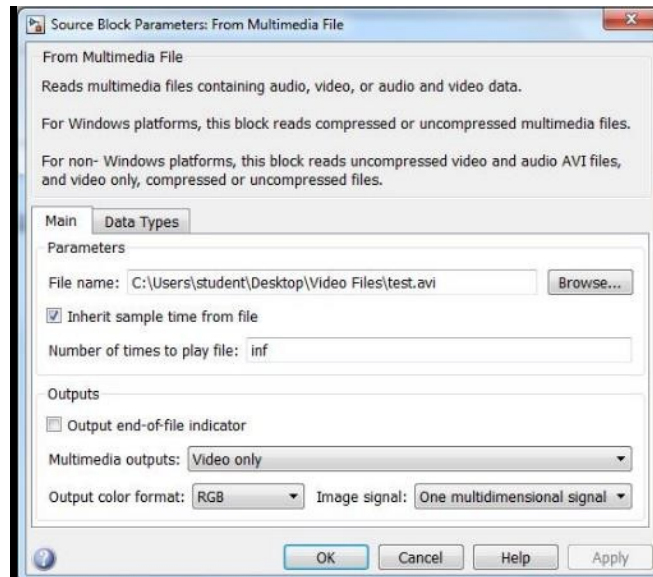 Source Block Parameters: From Multimedia File
From Multimedia File
Reads multimedia files containing audio, video, or audio and video data.
For Windows platforms, this block reads compressed or uncompressed multimedia files.
For non- Windows platforms, this block reads uncompressed video and audio AVI files,
and video only, compressed or uncompressed files.
Main Data Types
Parameters
File name: C:\Users\student\Desktop\Video Files\test.avi Browse...
Inherit sample time from file
Number of times to play file: inf
Outputs
Output end-of-file indicator
Multimedia outputs: Video only
Output color format: RGB Image signal: One multidimensional signal
OK Cancel Help Apply